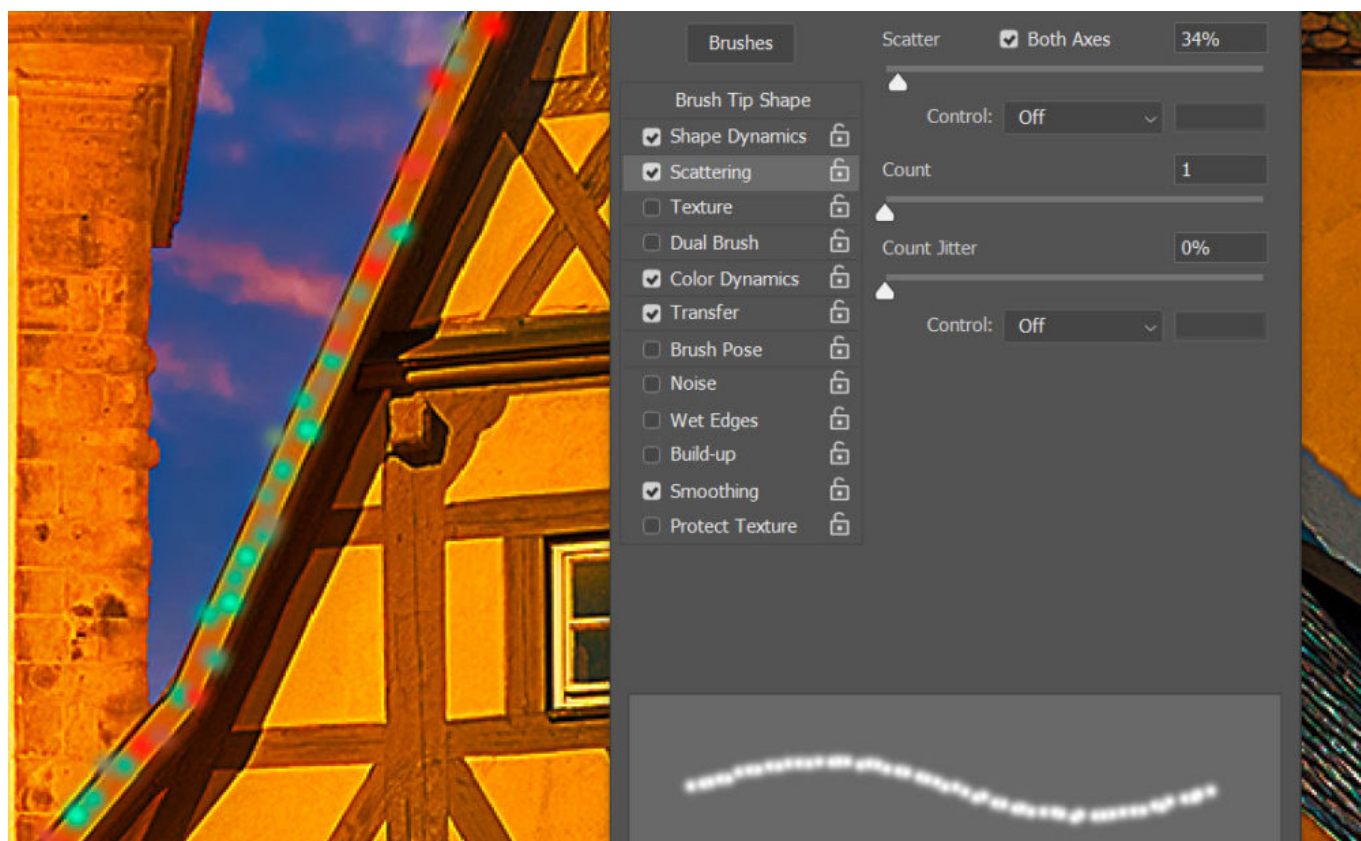 Brushes
Brush Tip Shape
Shape Dynamics
Scattering
Texture
Dual Brush
Color Dynamics
Transfer
Brush Pose
Noise
Wet Edges
Build-up
Smoothing
Protect Texture
Scatter Both Axes 34%
Control: Off
Count 1
Count Jitter 0%
Control: Off